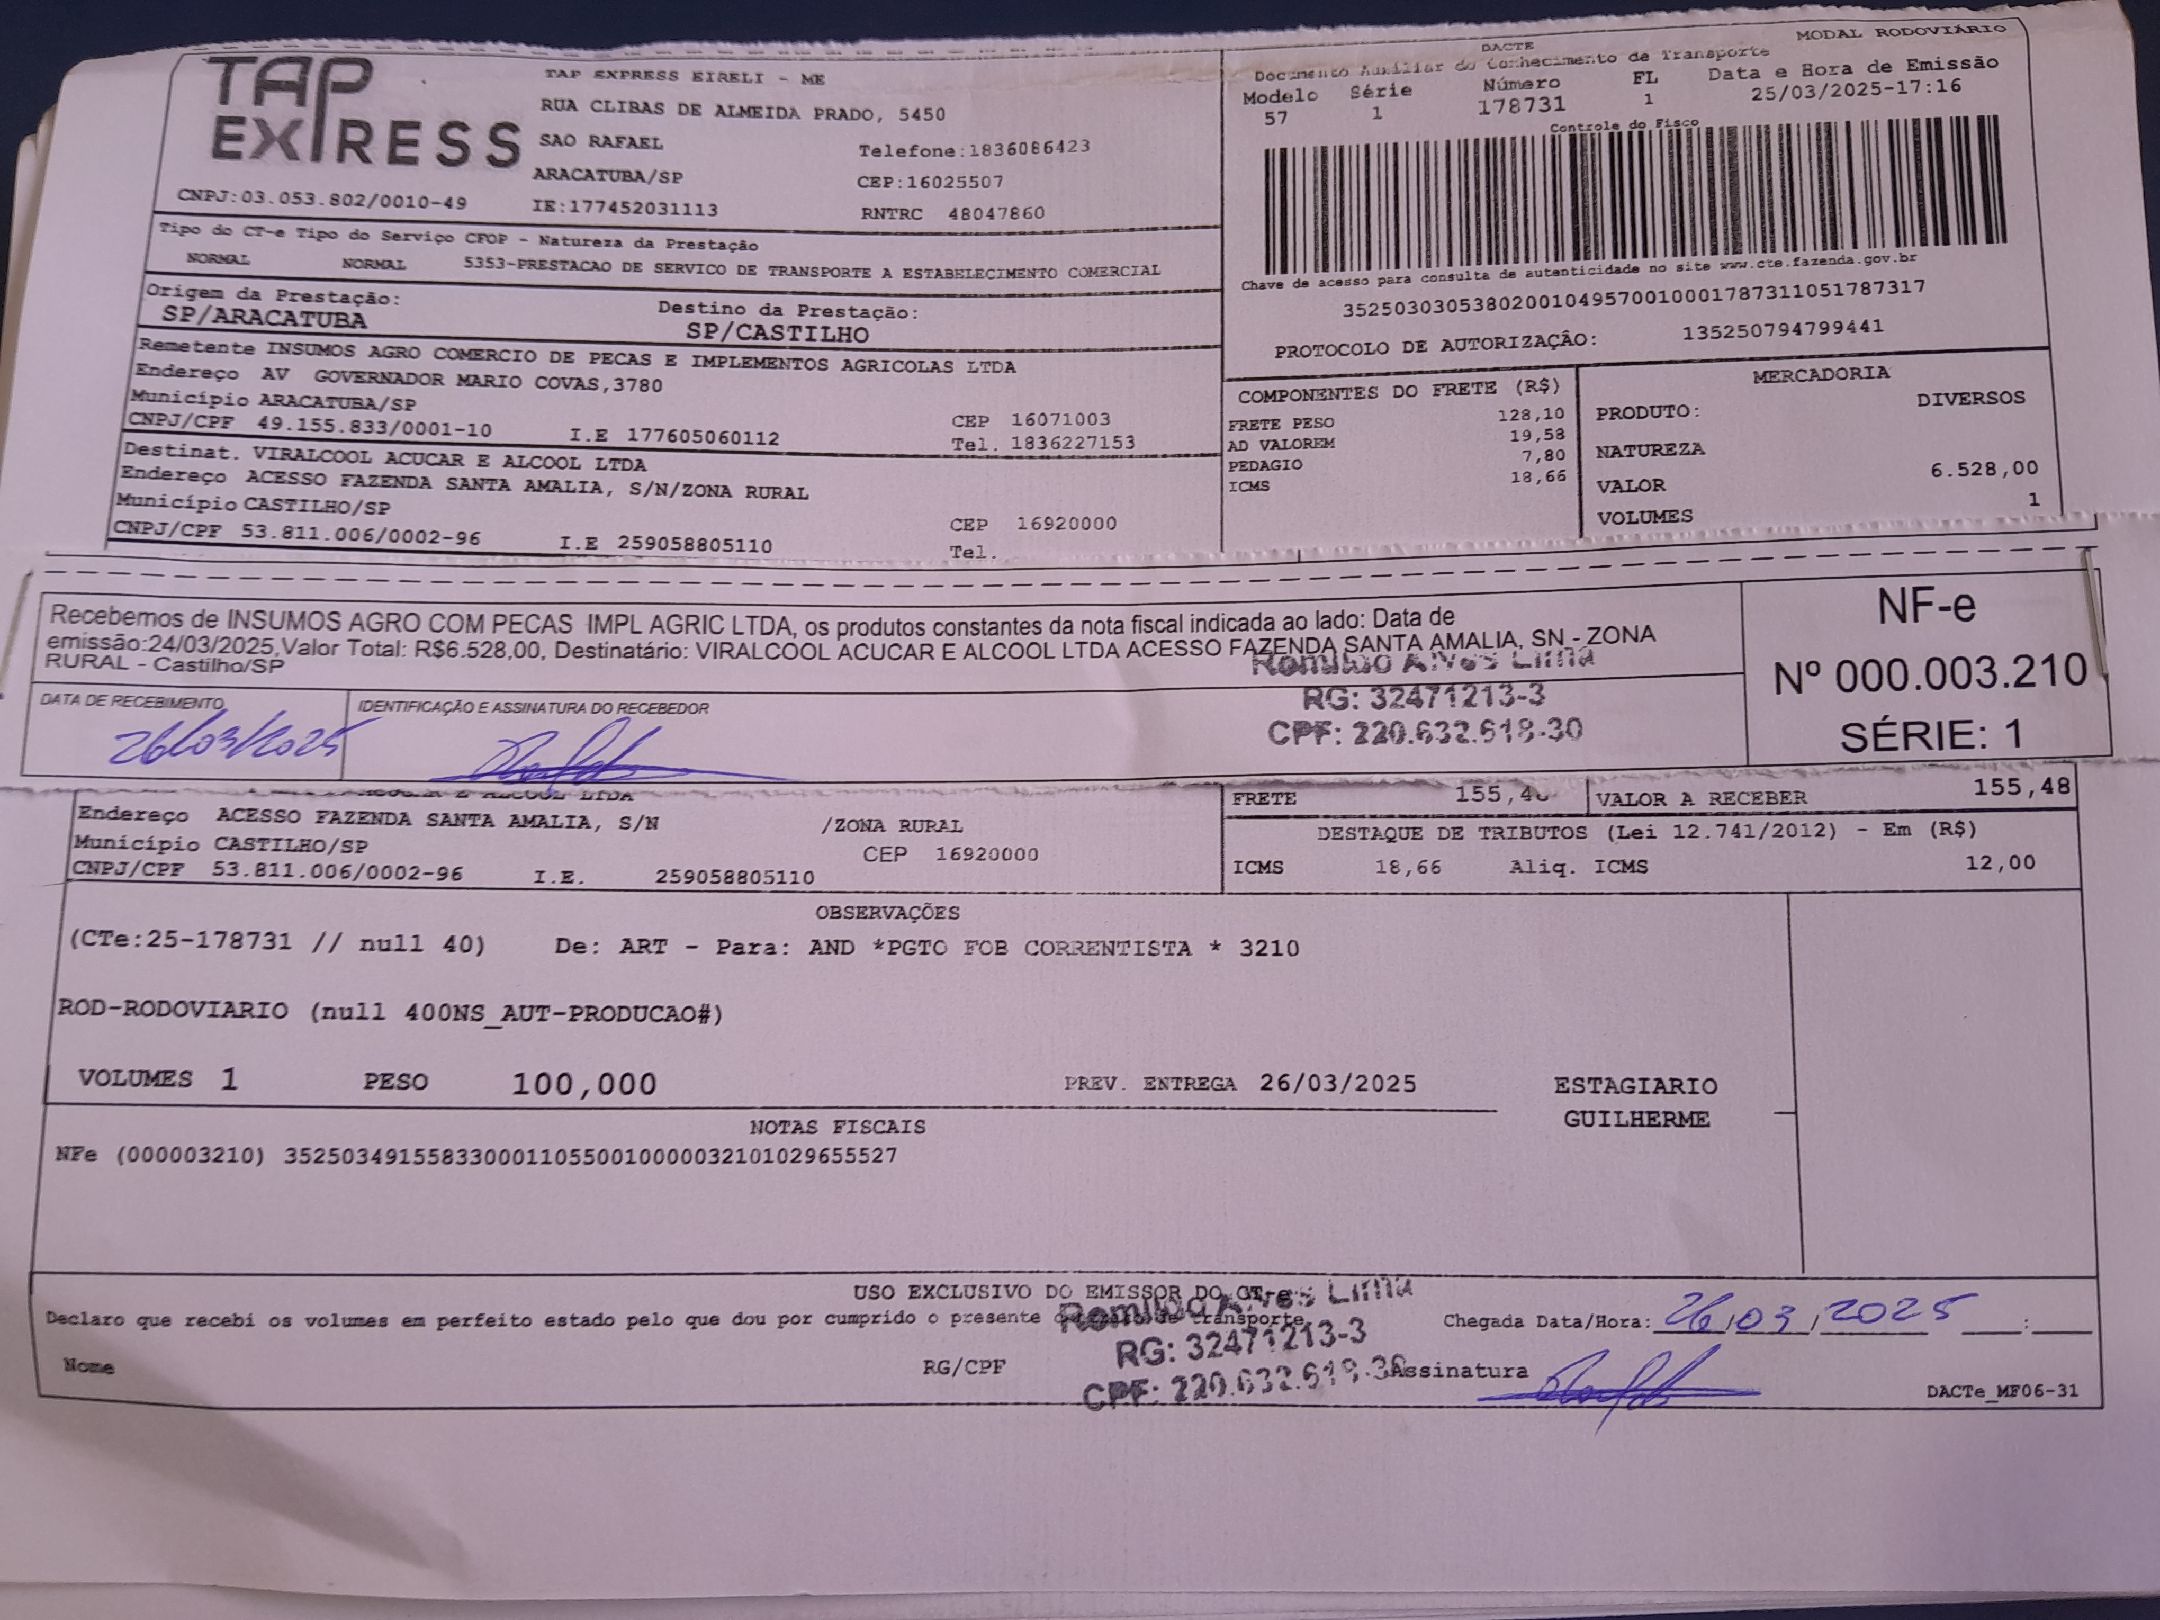 TAP EXPRESS
TAP EXPRESS EIRELI - ME
RUA CLIBAS DE ALMEIDA PRADO, 5450
SAO RAFAEL
Telefone:1836086423
ARACATUBA/SP
CEP:16025507
CNPJ:03.053.802/0010-49
IE:177452031113
RNTRC 48047860
DACTE
MODAL RODOVIÁRIO
Documento Auxiliar do Conhecimento de Transporte
Modelo Série Número FL Data e Hora de Emissão
57 1 178731 1 25/03/2025-17:16
Controle do Fisco
Chave de acesso para consulta de autenticidade no site www.cte.fazenda.gov.br
35250303053802001049570010001787311051787317
PROTOCOLO DE AUTORIZAÇÃO: 135250794799441
Tipo do CT-e Tipo do Serviço CFOP - Natureza da Prestação
NORMAL NORMAL 5353-PRESTACAO DE SERVICO DE TRANSPORTE A ESTABELECIMENTO COMERCIAL
Origem da Prestação: Destino da Prestação:
SP/ARACATUBA SP/CASTILHO
Remetente INSUMOS AGRO COMERCIO DE PECAS E IMPLEMENTOS AGRICOLAS LTDA
Endereço AV GOVERNADOR MARIO COVAS,3780
Município ARACATUBA/SP CEP 16071003
CNPJ/CPF 49.155.833/0001-10 I.E 177605060112 Tel. 1836227153
Destinat. VIRALCOOL ACUCAR E ALCOOL LTDA
Endereço ACESSO FAZENDA SANTA AMALIA, S/N/ZONA RURAL
Município CASTILHO/SP CEP 16920000
CNPJ/CPF 53.811.006/0002-96 I.E 259058805110 Tel.
COMPONENTES DO FRETE (R$)
FRETE PESO 128,10
AD VALOREM 19,58
PEDAGIO 7,80
ICMS 18,66
MERCADORIA
PRODUTO: DIVERSOS
NATUREZA
VALOR 6.528,00
VOLUMES 1
Recebemos de INSUMOS AGRO COM PECAS IMPL AGRIC LTDA, os produtos constantes da nota fiscal indicada ao lado: Data de
emissão:24/03/2025,Valor Total: R$6.528,00, Destinatário: VIRALCOOL ACUCAR E ALCOOL LTDA ACESSO FAZENDA SANTA AMALIA, SN - ZONA
RURAL - Castilho/SP
Romildo Alves Lima
RG: 32471213-3
CPF: 220.632.618-30
DATA DE RECEBIMENTO
26/03/2025
IDENTIFICAÇÃO E ASSINATURA DO RECEBEDOR
NF-e
Nº 000.003.210
SÉRIE: 1
Endereço ACESSO FAZENDA SANTA AMALIA, S/N /ZONA RURAL
Município CASTILHO/SP CEP 16920000
CNPJ/CPF 53.811.006/0002-96 I.E. 259058805110
FRETE 155,48 VALOR A RECEBER 155,48
DESTAQUE DE TRIBUTOS (Lei 12.741/2012) - Em (R$)
ICMS 18,66 Aliq. ICMS 12,00
OBSERVAÇÕES
(CTe:25-178731 // null 40) De: ART - Para: AND *PGTO FOB CORRENTISTA * 3210
ROD-RODOVIARIO (null 400NS_AUT-PRODUCAO#)
VOLUMES 1 PESO 100,000 PREV. ENTREGA 26/03/2025 ESTAGIARIO
GUILHERME
NOTAS FISCAIS
NFe (000003210) 35250349155833000110550010000032101029655527
USO EXCLUSIVO DO EMISSOR DO CT-e
Declaro que recebi os volumes em perfeito estado pelo que dou por cumprido o presente contrato de transporte
Chegada Data/Hora: 26/03/2025 __:__
Nome RG/CPF Assinatura
Romildo Alves Lima
RG: 32471213-3
CPF: 220.632.618-30
DACTe_MF06-31